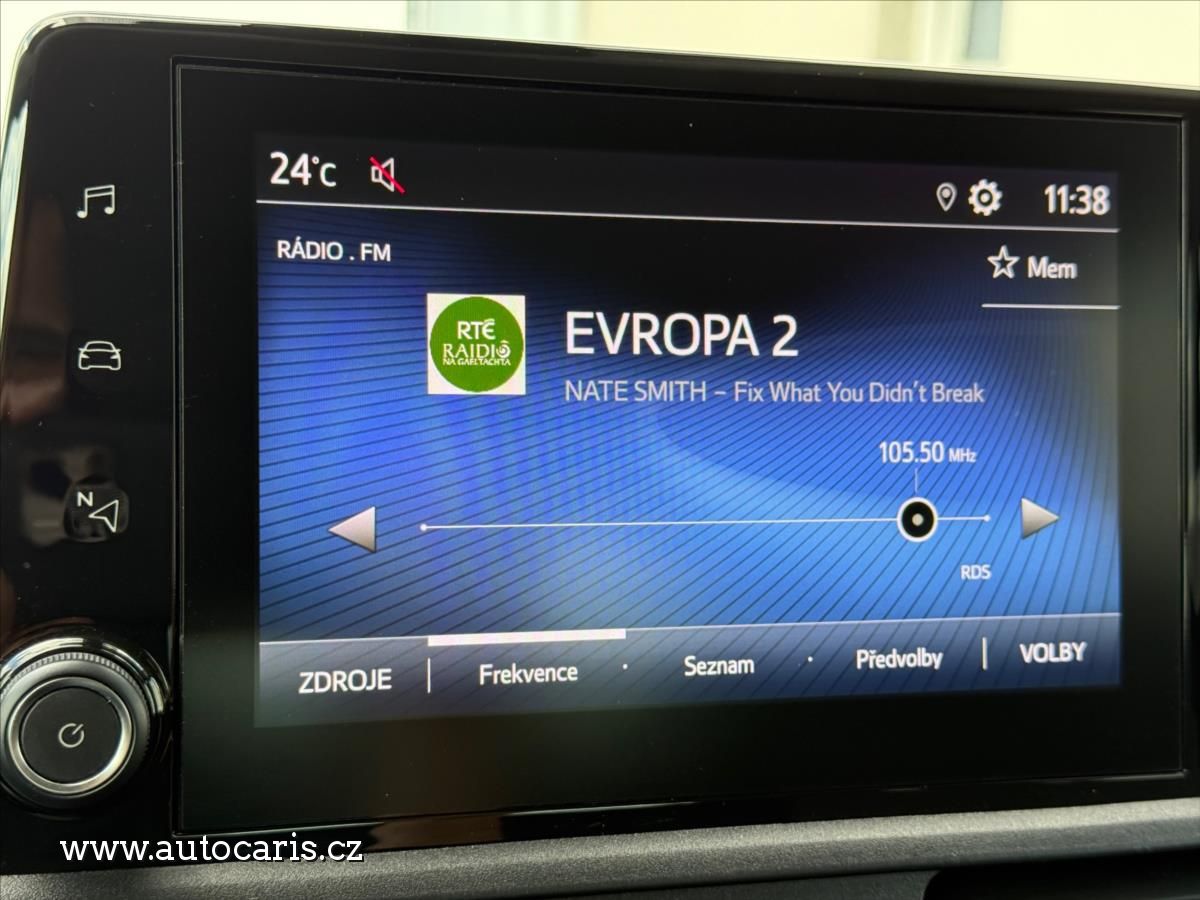 24°C
11:38
RÁDIO . FM
Mem
RTÉ
RAIDIÓ
NA GAELTACHTA
EVROPA 2
NATE SMITH – Fix What You Didn't Break
105.50 MHz
N
RDS
ZDROJE
Frekvence
Seznam
Předvolby
VOLBY
www.autocaris.cz